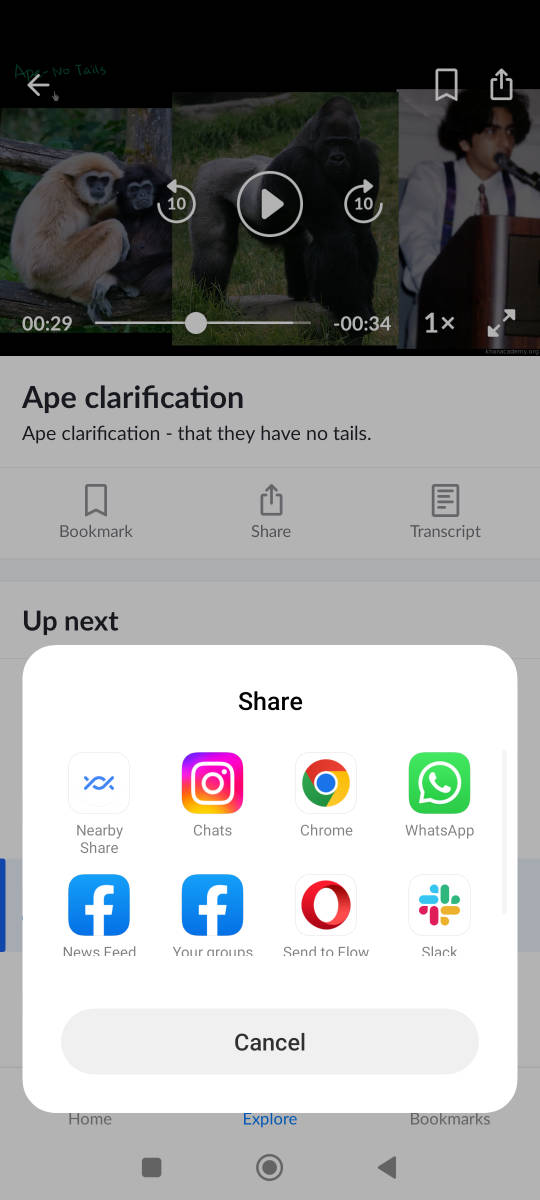 Ape - No Tails
10
10
00:29
-00:34
1×
khanacademy.org
Ape clarification
Ape clarification - that they have no tails.
Bookmark
Share
Transcript
Up next
Share
Nearby
Share
Chats
Chrome
WhatsApp
News Feed
Your groups
Send to Flow
Slack
Cancel
Home
Explore
Bookmarks